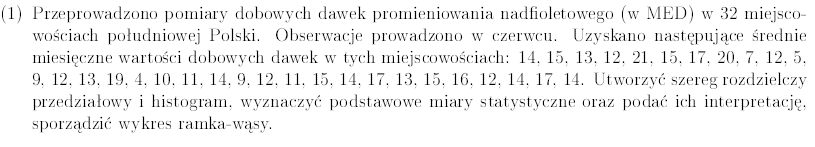 (1) Przeprowadzono pomiary dobowych dawek promieniowania nadfioletowego (w MED) w 32 miejsco-
wościach południowej Polski. Obserwacje prowadzono w czerwcu. Uzyskano następujące średnie
miesięczne wartości dobowych dawek w tych miejscowościach: 14, 15, 13, 12, 21, 15, 17, 20, 7, 12, 5,
9, 12, 13, 19, 4, 10, 11, 14, 9, 12, 11, 15, 14, 17, 13, 15, 16, 12, 14, 17, 14. Utworzyć szereg rozdzielczy
przedziałowy i histogram, wyznaczyć podstawowe miary statystyczne oraz podać ich interpretację,
sporządzić wykres ramka-wąsy.